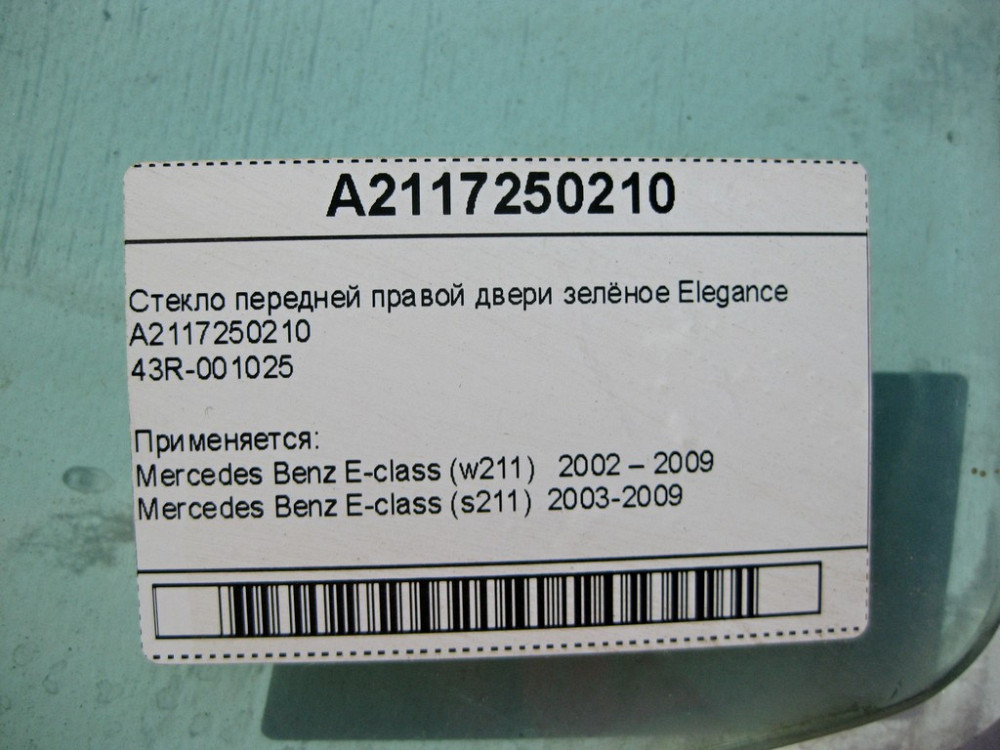 A2117250210
Стекло передней правой двери зелёное Elegance
A2117250210
43R-001025
Применяется:
Mercedes Benz E-class (w211) 2002 – 2009
Mercedes Benz E-class (s211) 2003-2009